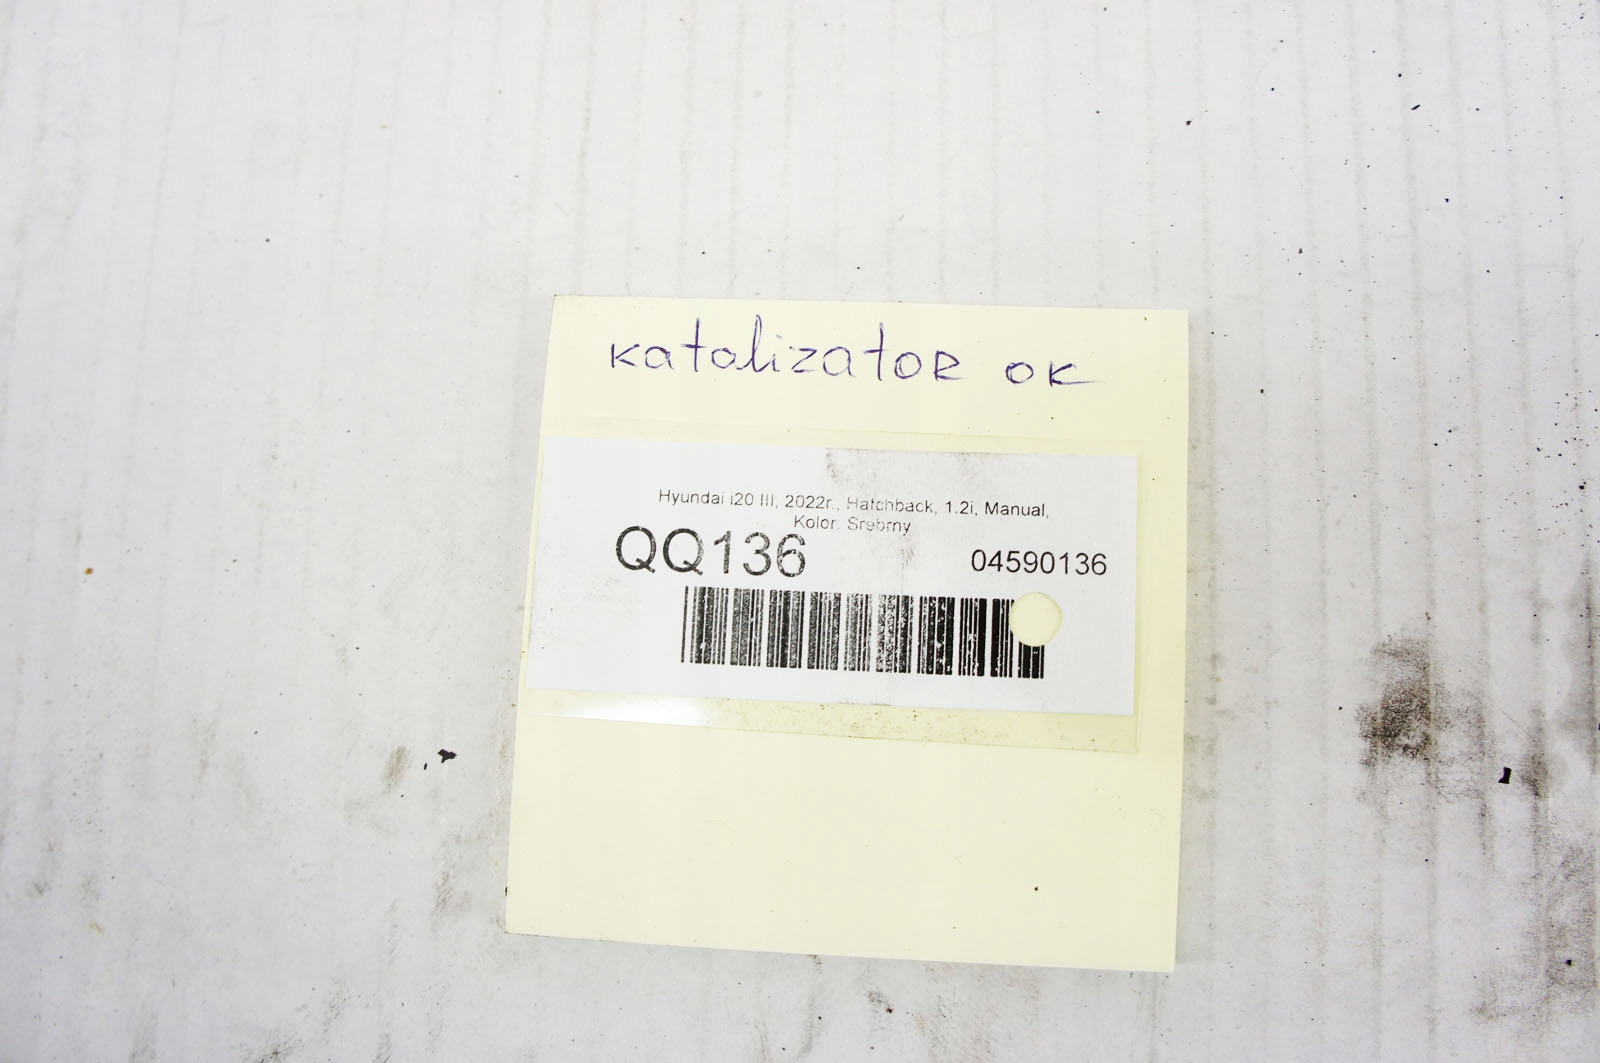 katalizator ok
Hyundai i20 III, 2022r., Hatchback, 1.2i, Manual,
Kolor: Srebrny
QQ136
04590136